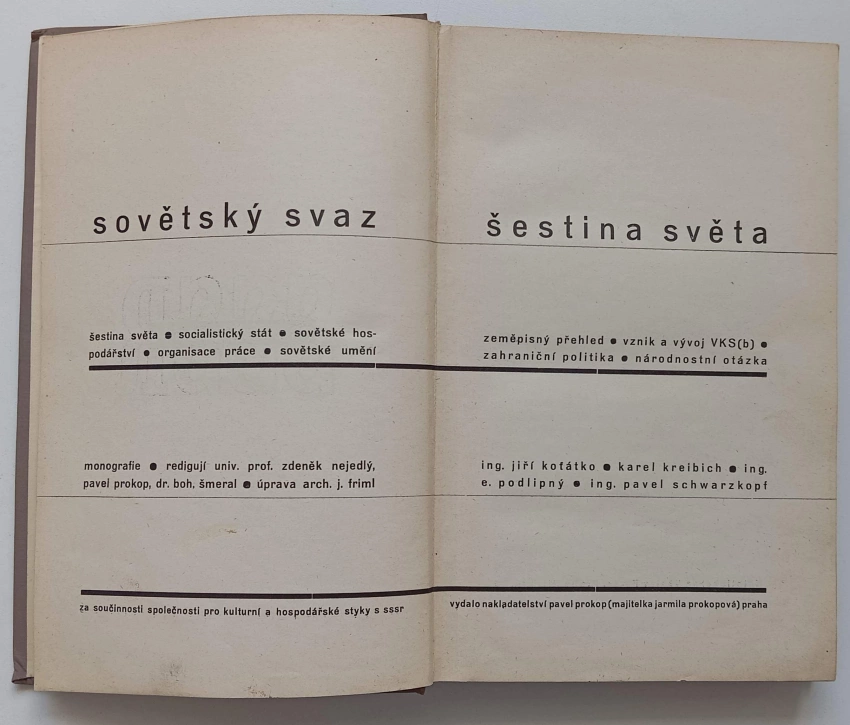 sovětský svaz
šestina světa ● socialistický stát ● sovětské hos-
podářství ● organisace práce ● sovětské umění
monografie ● redigují univ. prof. zdeněk nejedlý,
pavel prokop, dr. boh. šmeral ● úprava arch. j. friml
za součinnosti společnosti pro kulturní a hospodářské styky s sssr
šestina světa
zeměpisný přehled ● vznik a vývoj VKS(b) ●
zahraniční politika ● národnostní otázka
ing. jiří koťátko ● karel kreibich ● ing.
e. podlipný ● ing. pavel schwarzkopf
vydalo nakladatelství pavel prokop (majitelka jarmila prokopová) praha